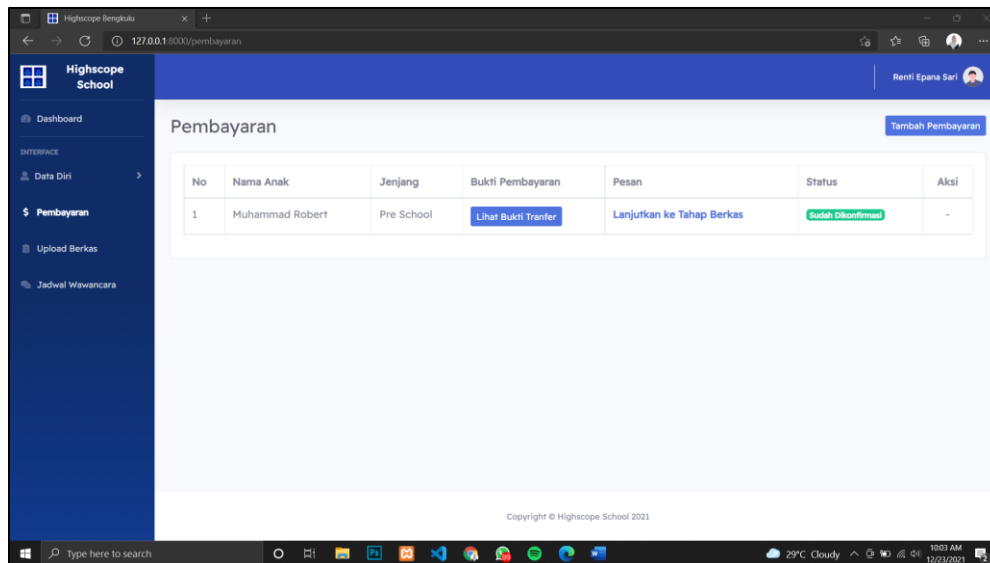 Highscope Bengkulu
127.0.0.1:8000/pembayaran
Highscope
School
Renti Epana Sari
Dashboard
INTERFACE
Data Diri
$ Pembayaran
Upload Berkas
Jadwal Wawancara
Pembayaran
Tambah Pembayaran
No Nama Anak Jenjang Bukti Pembayaran Pesan Status Aksi
1 Muhammad Robert Pre School Lihat Bukti Tranfer Lanjutkan ke Tahap Berkas Sudah Dikonfirmasi -
Copyright © Highscope School 2021
Type here to search
Ps
99
29°C Cloudy
10:03 AM
12/23/2021